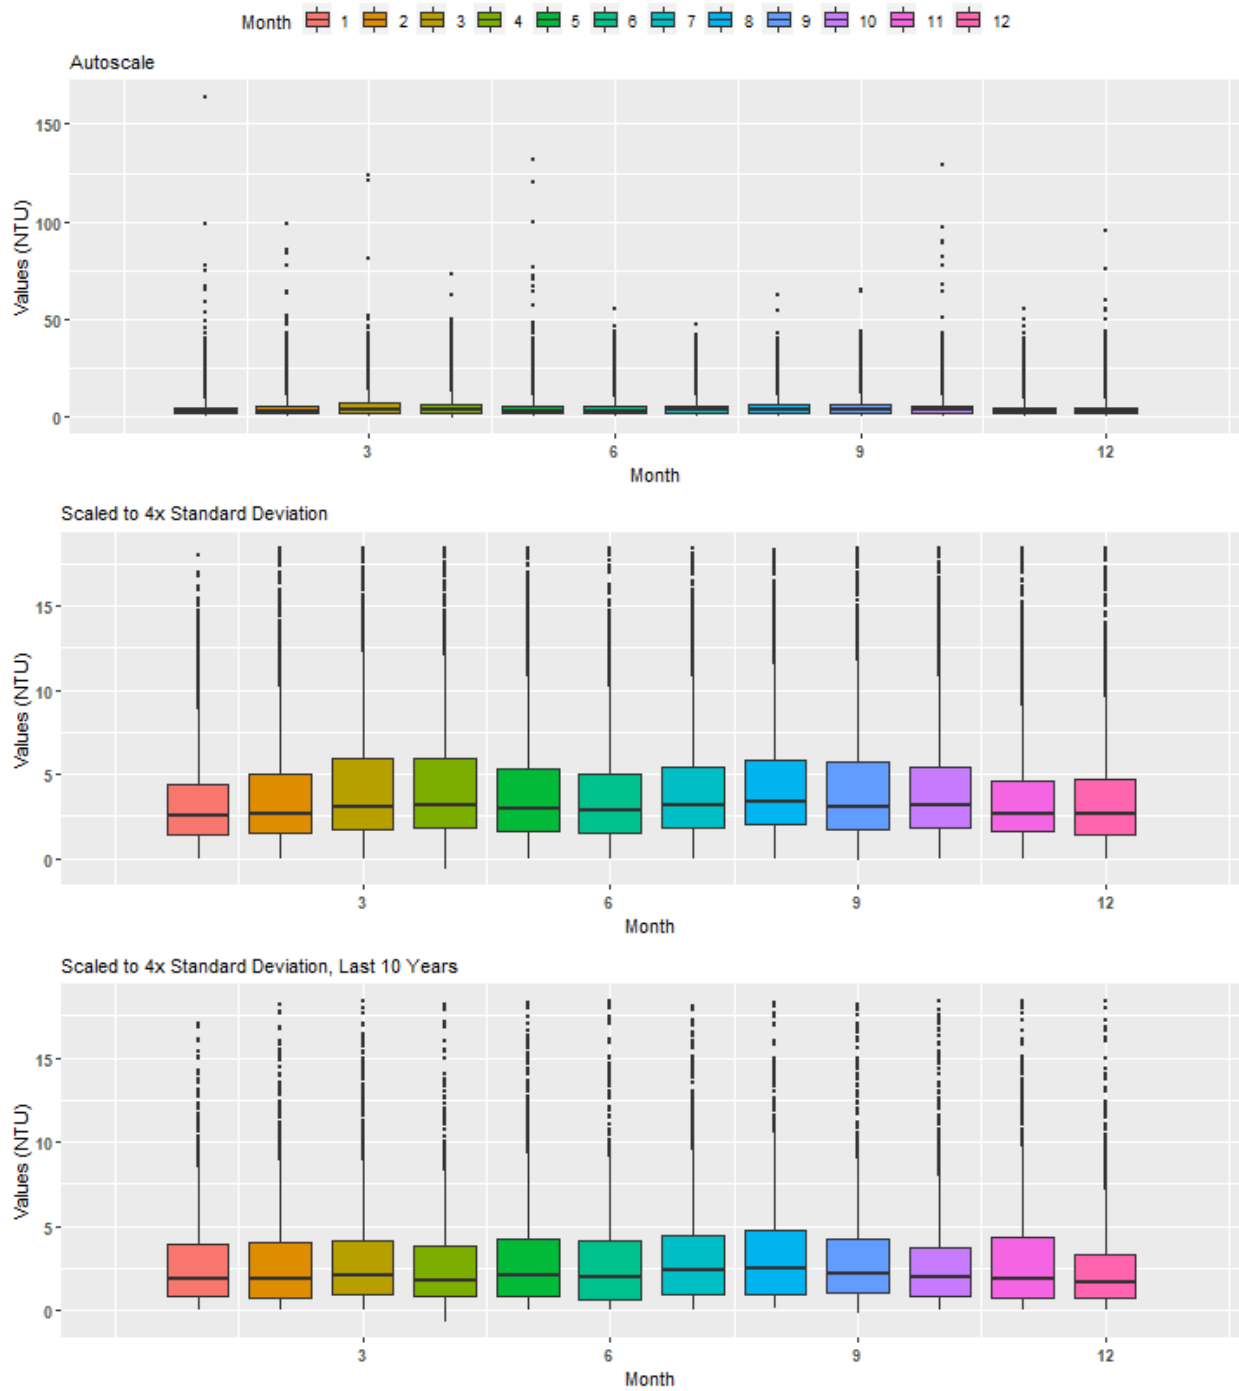 Month 1 2 3 4 5 6 7 8 9 10 11 12
Autoscale
Values (NTU)
150
100
50
0
3 6 9 12
Month
Scaled to 4x Standard Deviation
Values (NTU)
15
10
5
0
3 6 9 12
Month
Scaled to 4x Standard Deviation, Last 10 Years
Values (NTU)
15
10
5
0
3 6 9 12
Month